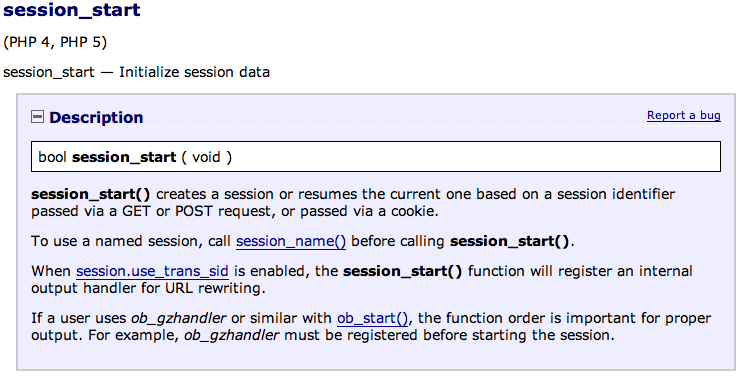 session_start
(PHP 4, PHP 5)
session_start — Initialize session data
Description
Report a bug
bool session_start ( void )
session_start() creates a session or resumes the current one based on a session identifier
passed via a GET or POST request, or passed via a cookie.
To use a named session, call session_name() before calling session_start().
When session.use_trans_sid is enabled, the session_start() function will register an internal
output handler for URL rewriting.
If a user uses ob_gzhandler or similar with ob_start(), the function order is important for proper
output. For example, ob_gzhandler must be registered before starting the session.